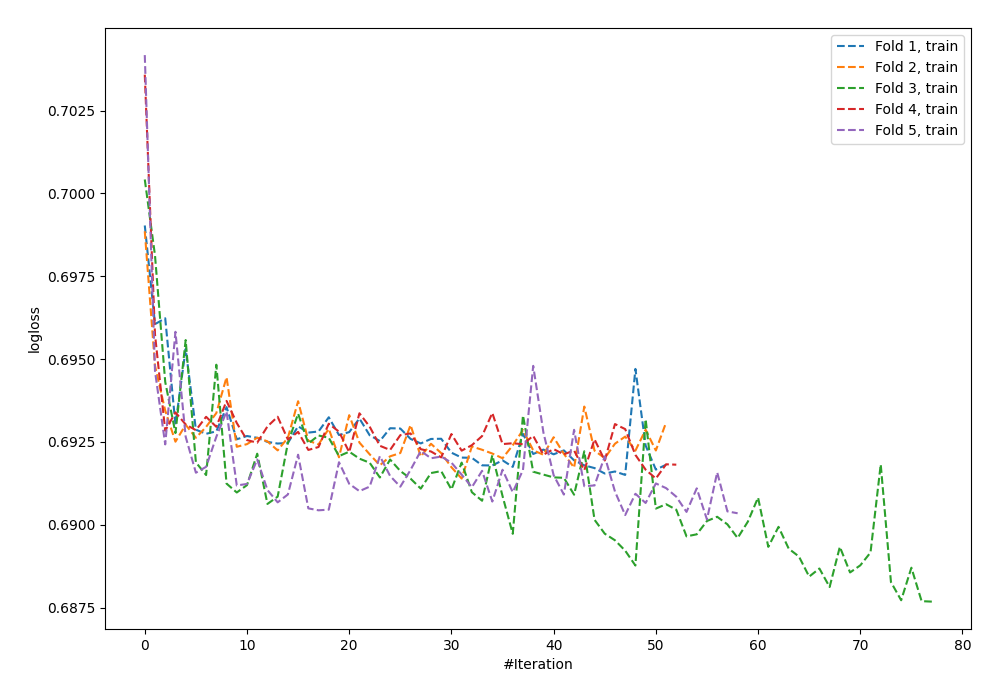 Fold 1, train
Fold 2, train
Fold 3, train
Fold 4, train
Fold 5, train
0.7025
0.7000
0.6975
0.6950
0.6925
0.6900
0.6875
logloss
0 10 20 30 40 50 60 70 80
#Iteration